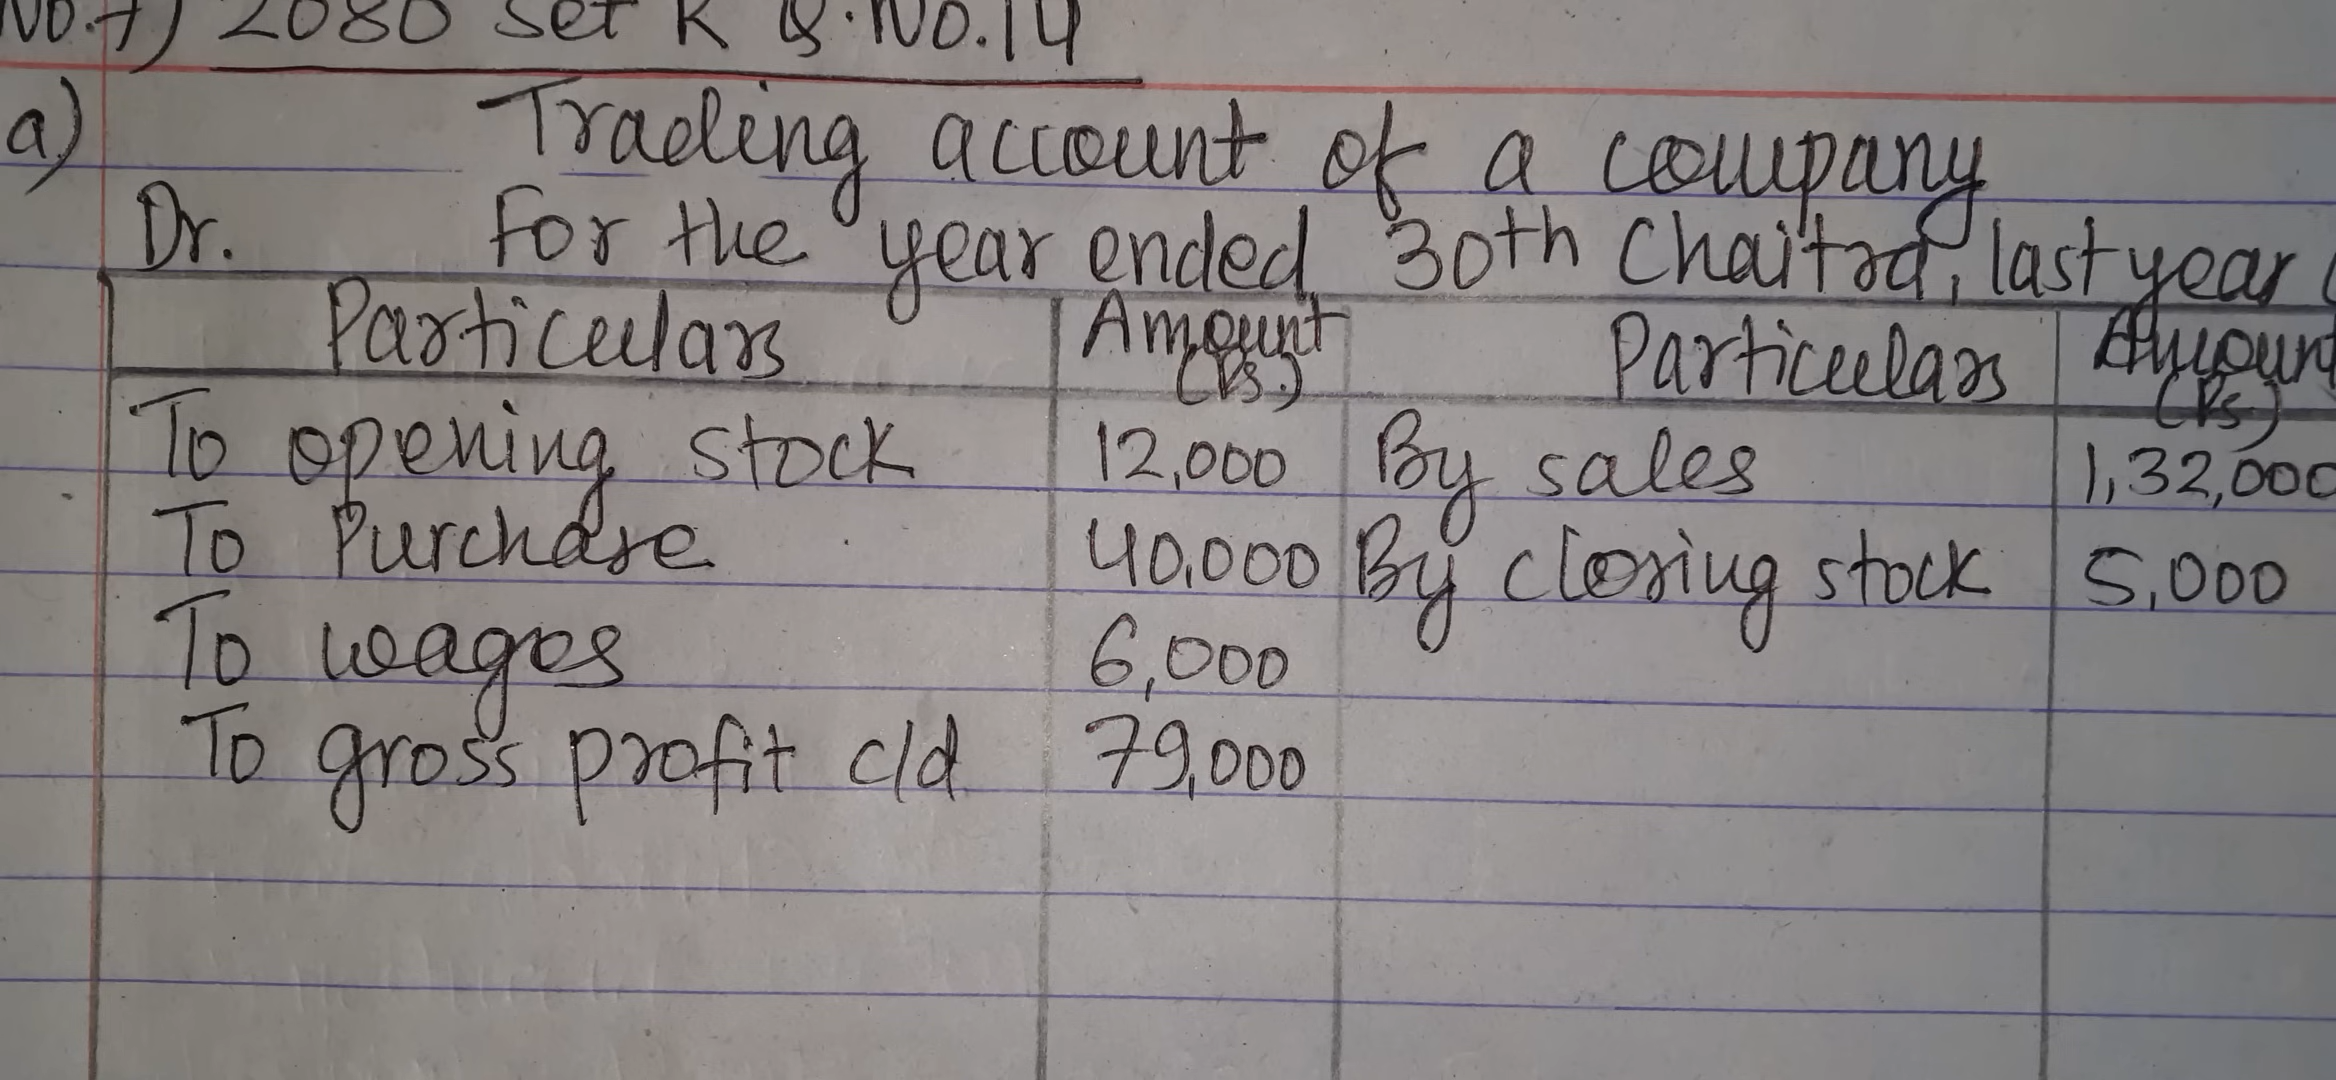 No.7) 2080 Set K Q.No.14
a) Trading account of a company
Dr. For the year ended 30th Chaitra, last year
Particulars Amount (Rs.) Particulars Amount (Rs.)
To opening stock 12,000 By sales 1,32,000
To Purchase 40,000 By closing stock 5,000
To wages 6,000
To gross profit c/d 79,000